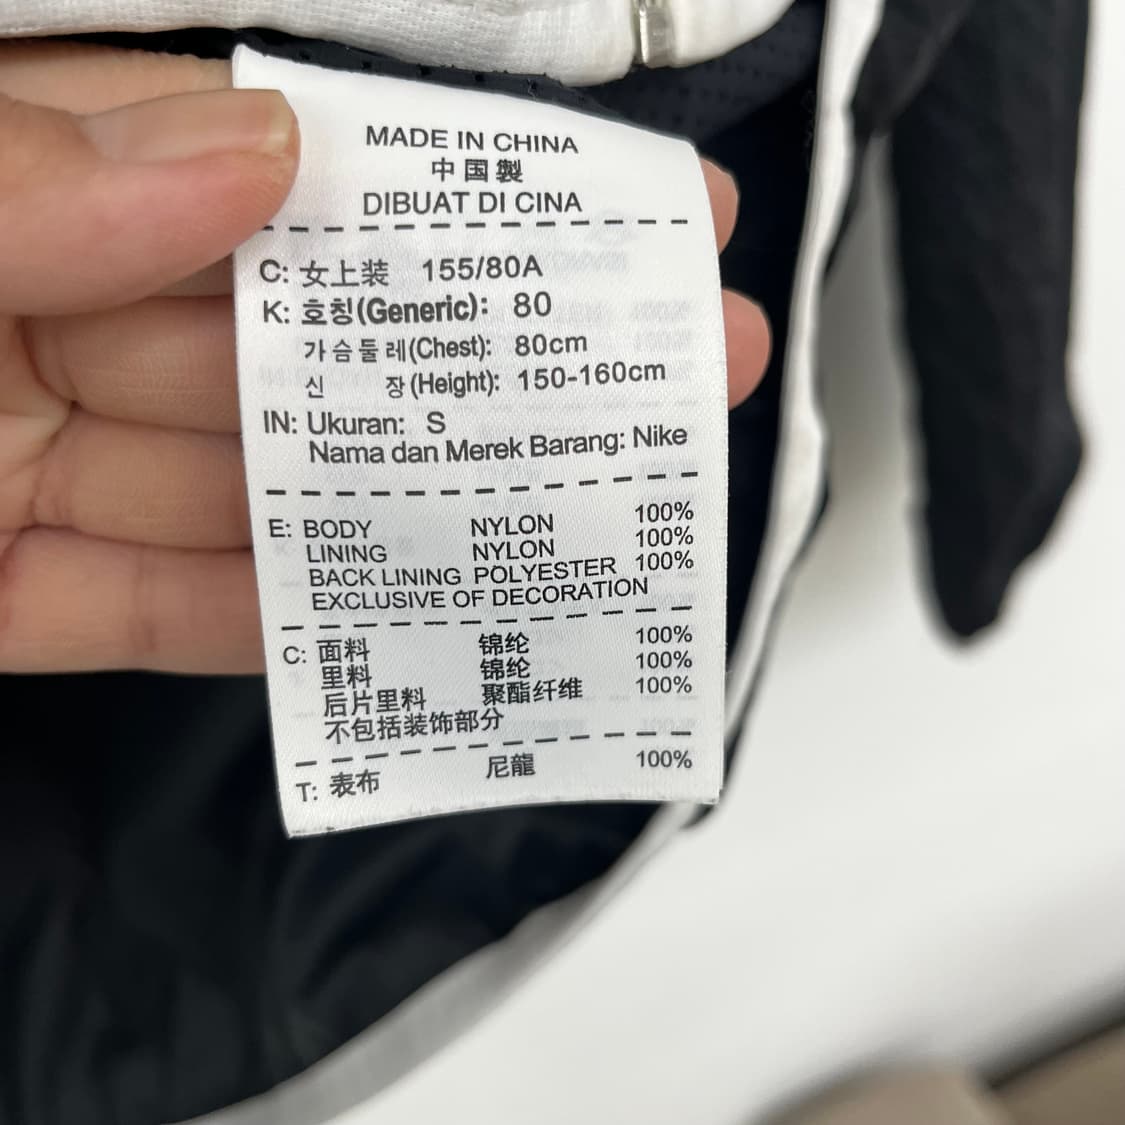 MADE IN CHINA
中国製
DIBUAT DI CINA
C: 女上装 155/80A
K: 호칭(Generic): 80
가슴둘레(Chest): 80cm
신 장(Height): 150-160cm
IN: Ukuran: S
Nama dan Merek Barang: Nike
E: BODY NYLON 100%
LINING NYLON 100%
BACK LINING POLYESTER 100%
EXCLUSIVE OF DECORATION
C: 面料 锦纶 100%
里料 锦纶 100%
后片里料 聚酯纤维 100%
不包括装饰部分
T: 表布 尼龍 100%